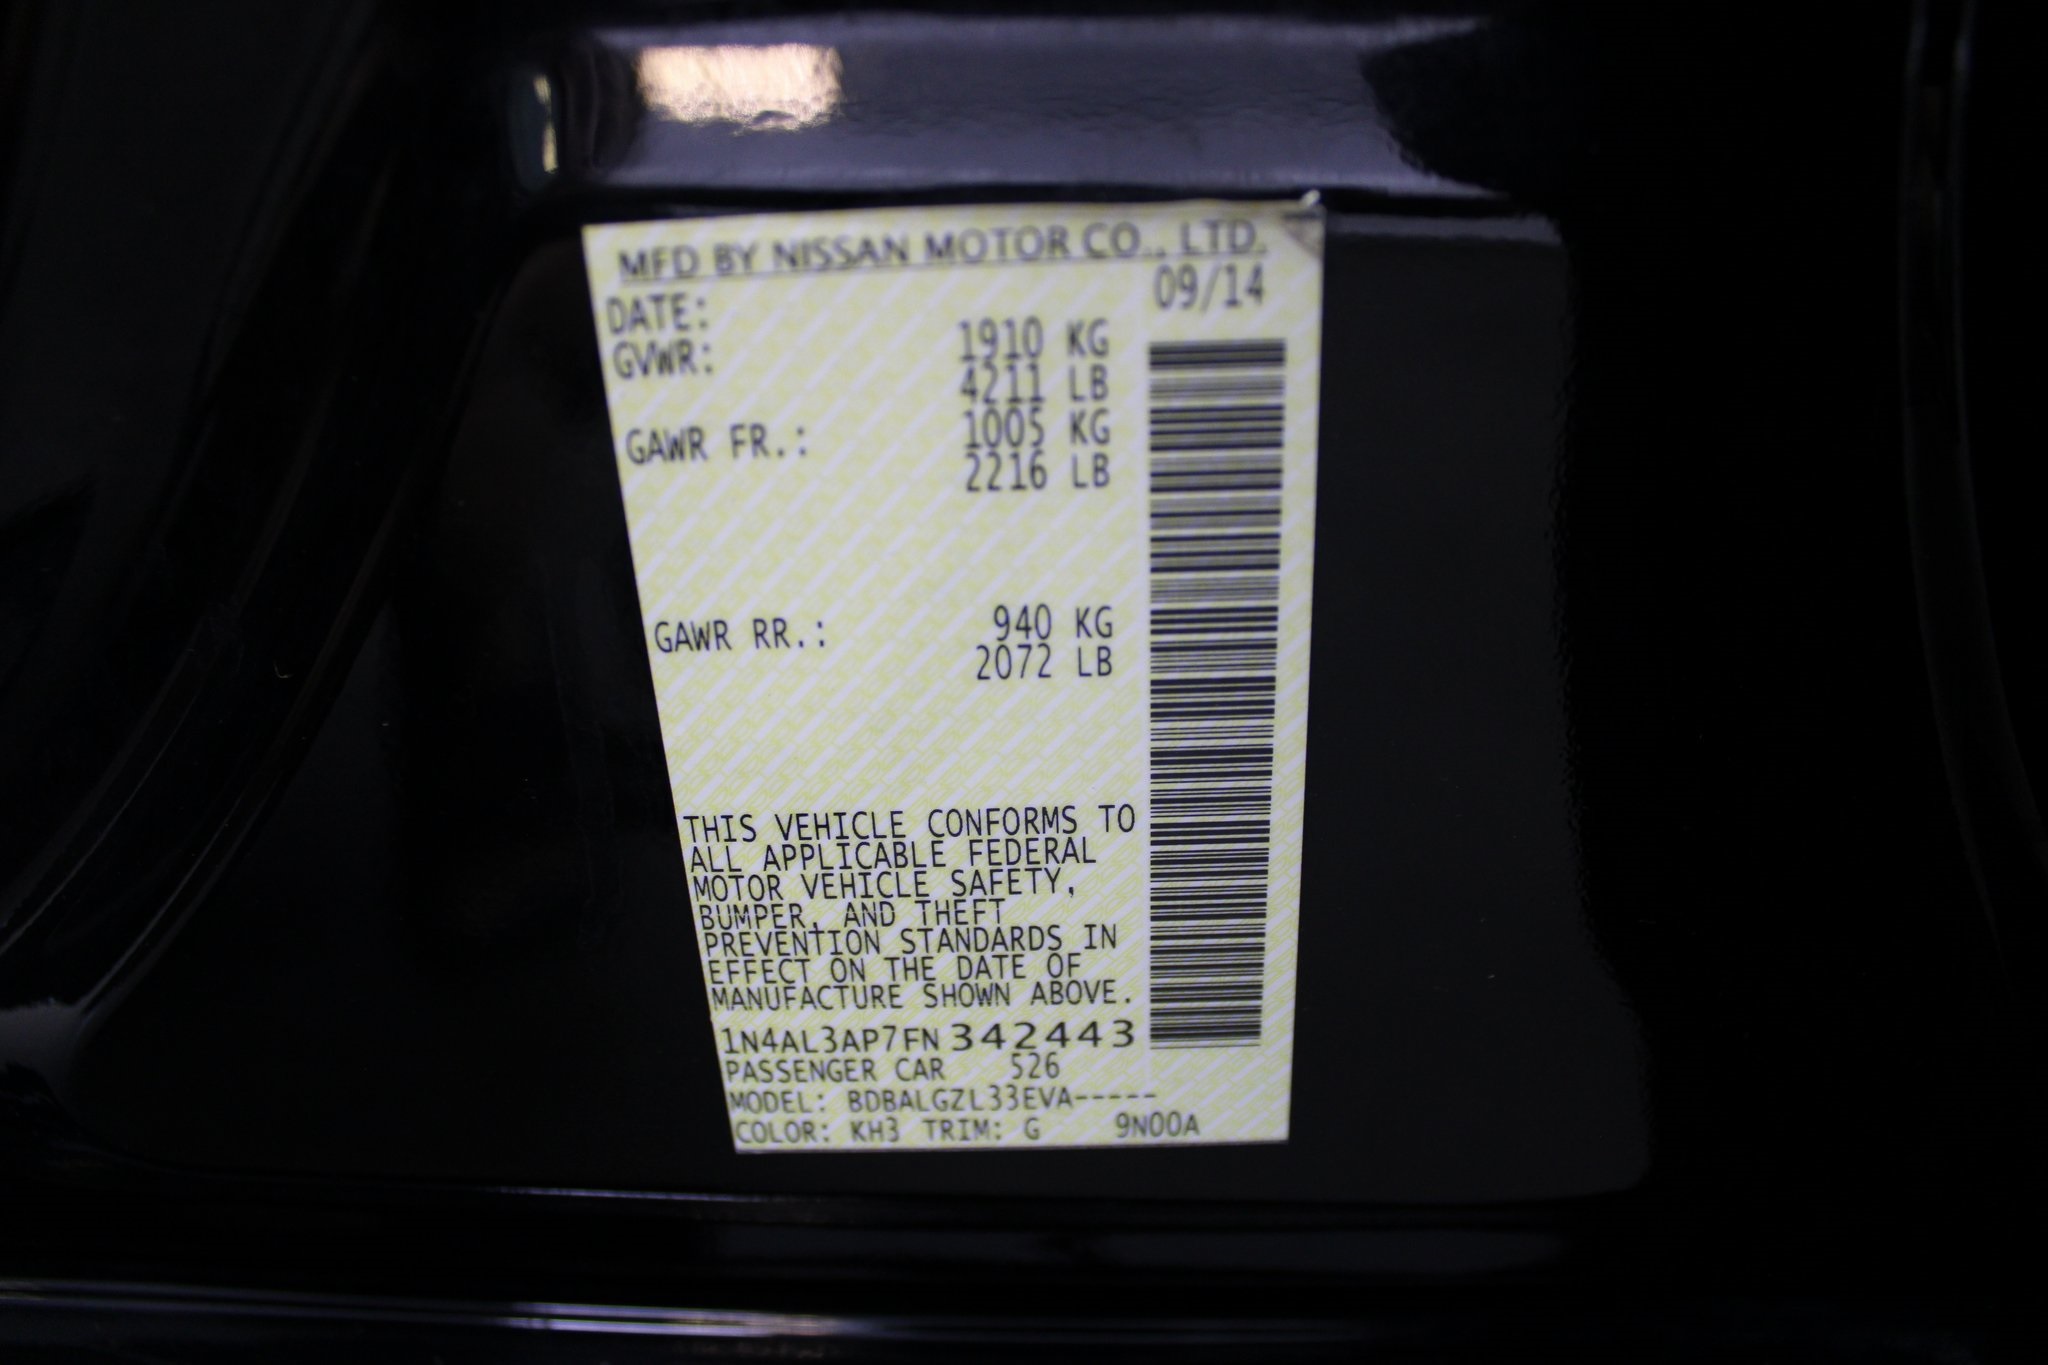 MFD BY NISSAN MOTOR CO., LTD.
DATE: 09/14
GVWR: 1910 KG
4211 LB
GAWR FR.: 1005 KG
2216 LB
GAWR RR.: 940 KG
2072 LB
THIS VEHICLE CONFORMS TO
ALL APPLICABLE FEDERAL
MOTOR VEHICLE SAFETY,
BUMPER, AND THEFT
PREVENTION STANDARDS IN
EFFECT ON THE DATE OF
MANUFACTURE SHOWN ABOVE.
1N4AL3AP7FN342443
PASSENGER CAR 526
MODEL: BDBALGZL33EVA-----
COLOR: KH3 TRIM: G 9N00A